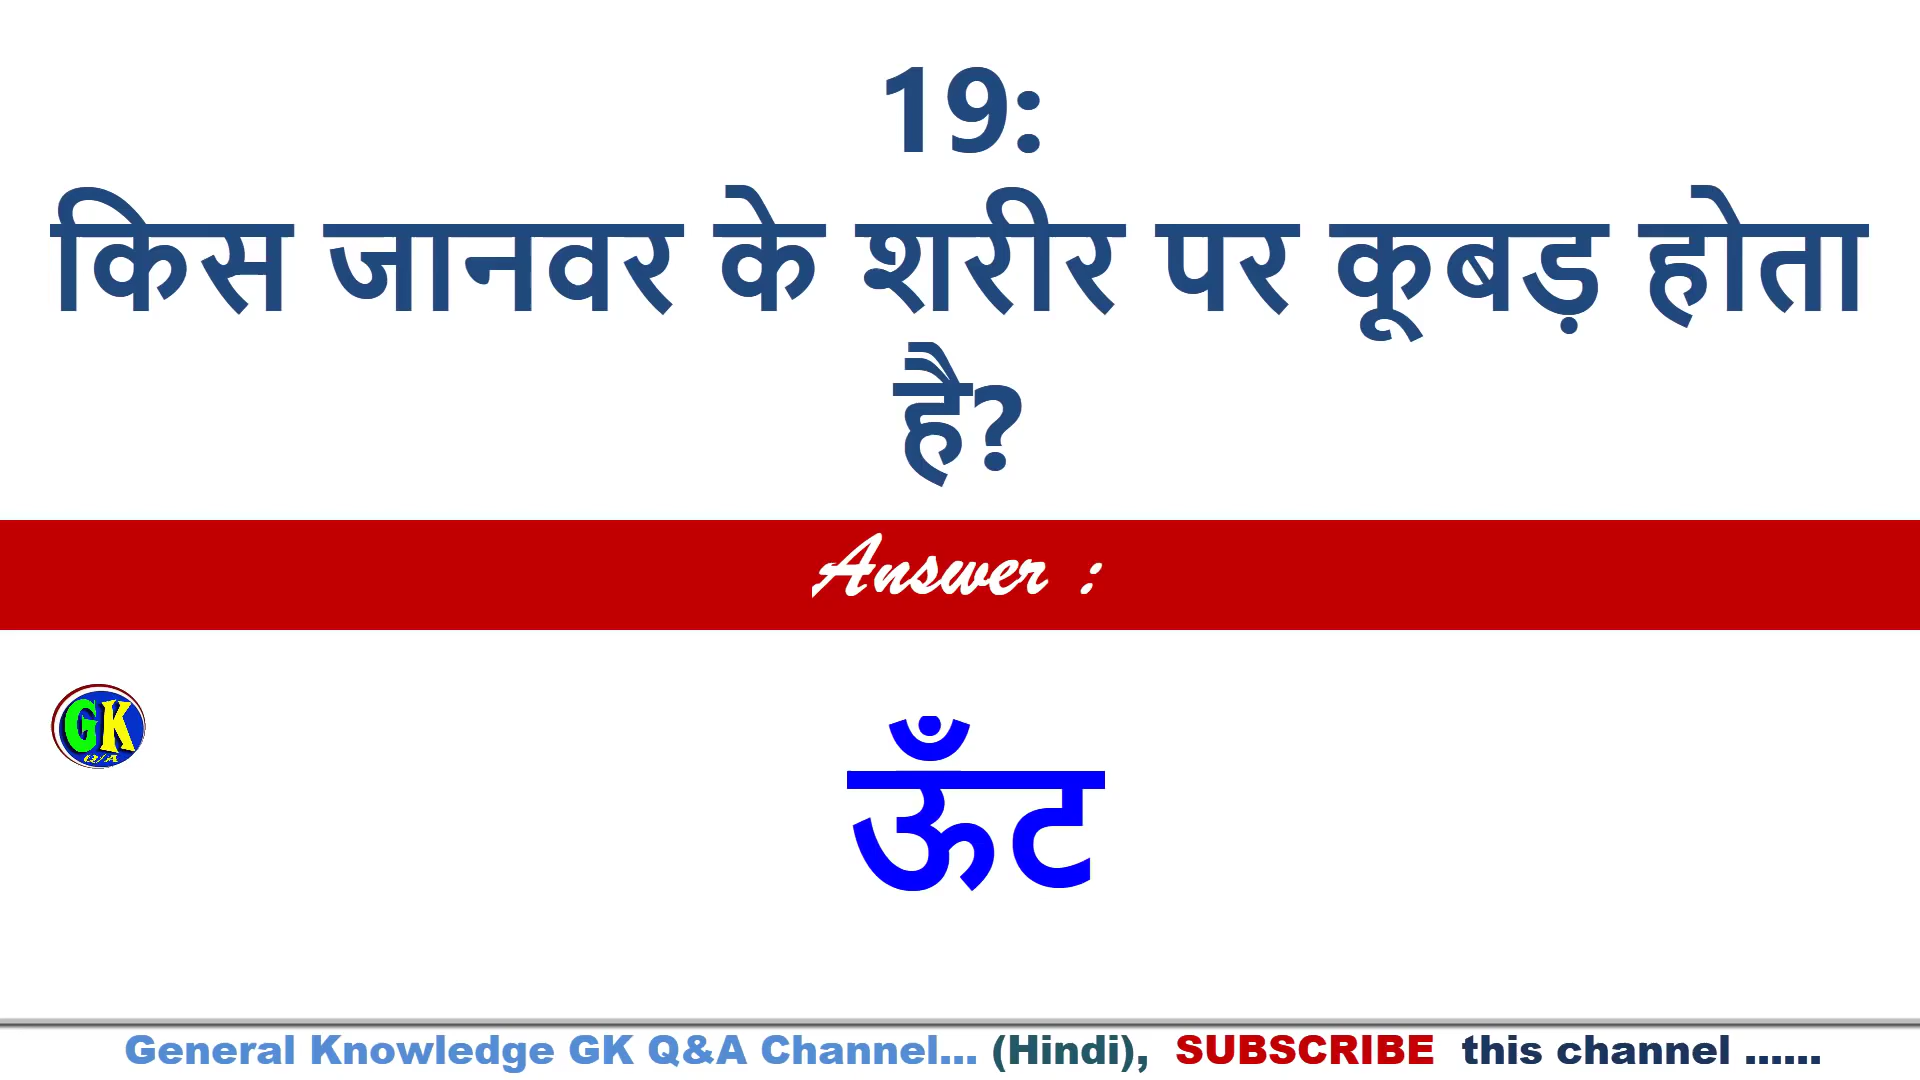 19:
किस जानवर के शरीर पर कूबड़ होता
है?
Answer :
GK
Q/A
ऊँट
General Knowledge GK Q&A Channel... (Hindi), SUBSCRIBE this channel ......